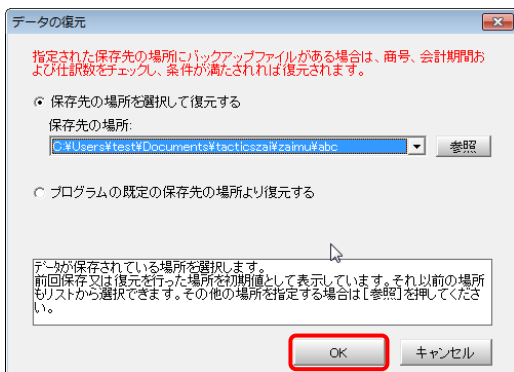 データの復元
指定された保存先の場所にバックアップファイルがある場合は、商号、会計期間お
よび仕訳数をチェックし、条件が満たされれば復元されます。
保存先の場所を選択して復元する
保存先の場所:
C:¥Users¥test¥Documents¥tacticszai¥zaimu¥abc
参照
プログラムの既定の保存先の場所より復元する
データが保存されている場所を選択します。
前回保存又は復元を行った場所を初期値として表示しています。それ以前の場所
もリストから選択できます。その他の場所を指定する場合は[参照]を押してくださ
い。
OK キャンセル